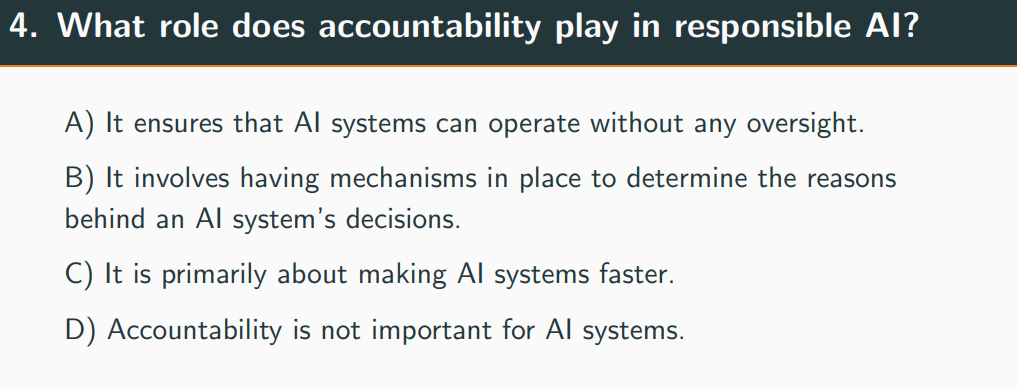 4. What role does accountability play in responsible AI?
A) It ensures that AI systems can operate without any oversight.
B) It involves having mechanisms in place to determine the reasons
behind an AI system's decisions.
C) It is primarily about making AI systems faster.
D) Accountability is not important for AI systems.